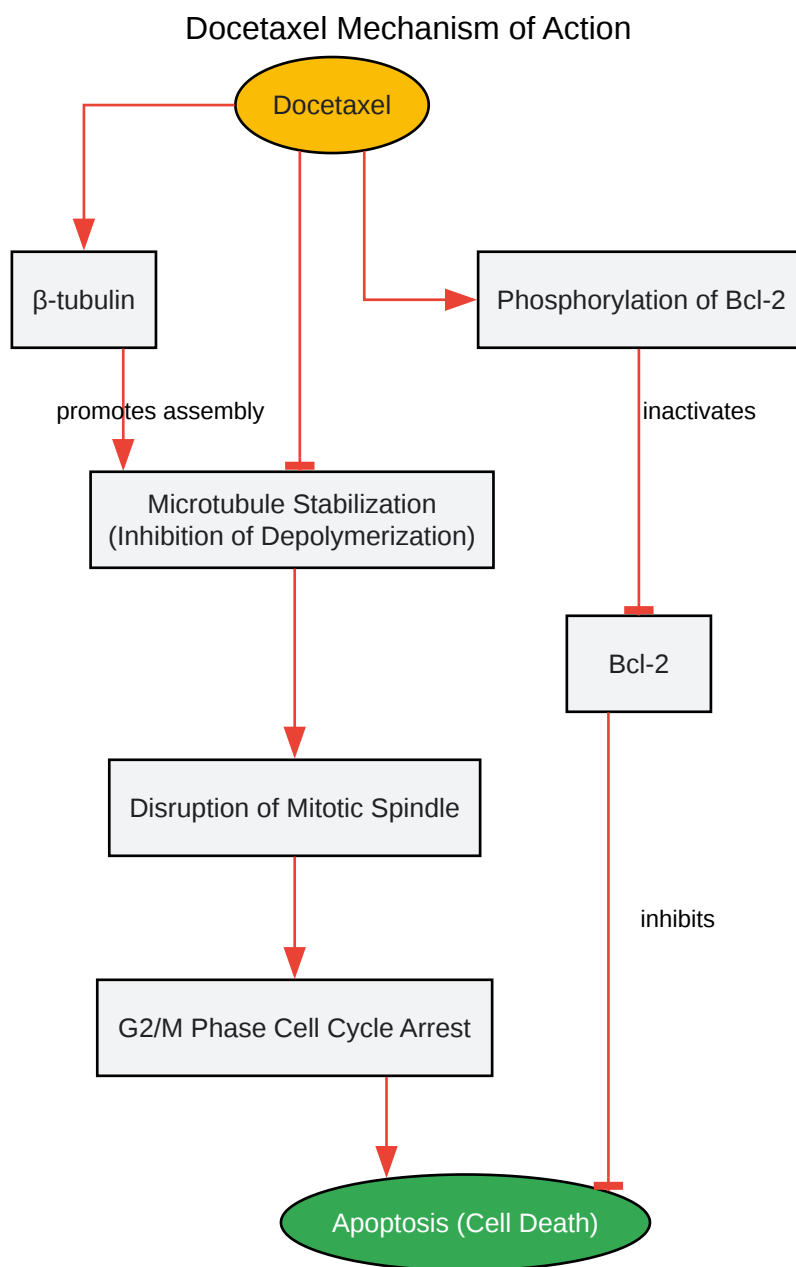 Docetaxel Mechanism of Action
Docetaxel
β-tubulin
Phosphorylation of Bcl-2
promotes assembly
inactivates
Microtubule Stabilization
(Inhibition of Depolymerization)
Bcl-2
Disruption of Mitotic Spindle
inhibits
G2/M Phase Cell Cycle Arrest
Apoptosis (Cell Death)